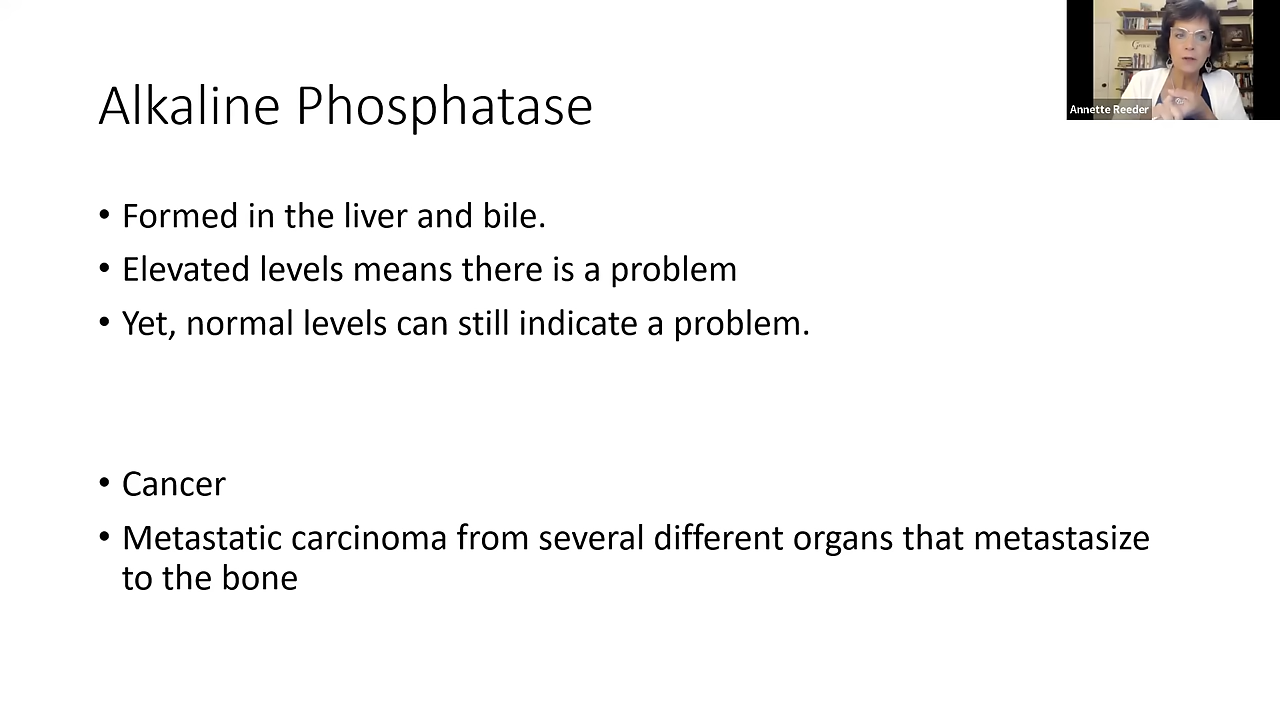 Alkaline Phosphatase
Annette Reeder
• Formed in the liver and bile.
• Elevated levels means there is a problem
• Yet, normal levels can still indicate a problem.
• Cancer
• Metastatic carcinoma from several different organs that metastasize
to the bone